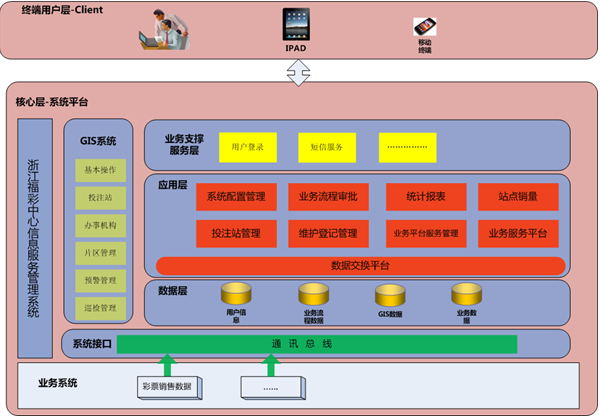 终端用户层-Client
IPAD
移动
终端
核心层-系统平台
浙江福彩中心信息服务管理系统
GIS系统
基本操作
投注站
办事机构
片区管理
预警管理
巡检管理
业务支撑
服务层
用户登录
短信服务
……………
应用层
系统配置管理
业务流程审批
统计报表
站点销量
投注站管理
维护登记管理
业务平台服务管理
业务服务平台
数据交换平台
数据层
用户信
息
业务流
程数据
GIS数据
业务数
据
系统接口
通 讯 总 线
业务系统
彩票销售数据
……